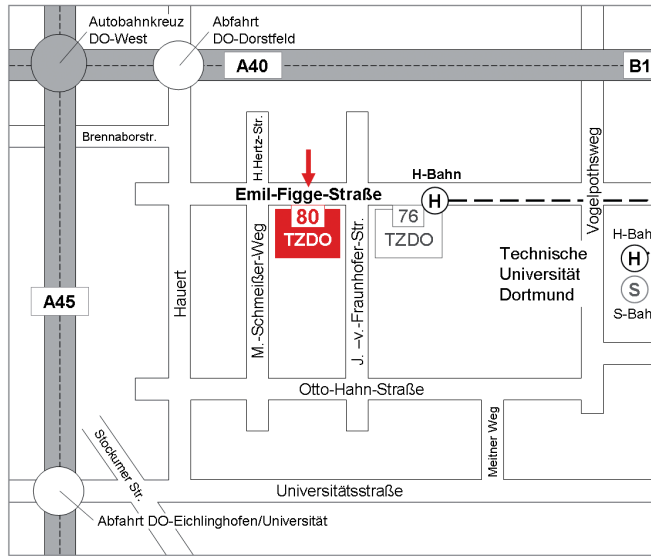 Autobahnkreuz
DO-West
Abfahrt
DO-Dorstfeld
A40
B1
Brennaborstr.
H.Hertz-Str.
Vogelpothsweg
H-Bahn
Emil-Figge-Straße
H
80
TZDO
76
TZDO
M.-Schmeißer-Weg
J. –v.-Fraunhofer-Str.
Hauert
Technische
Universität
Dortmund
H-Bah
H
S
S-Bah
A45
Otto-Hahn-Straße
Meitner Weg
Stockumer Str.
Universitätsstraße
Abfahrt DO-Eichlinghofen/Universität